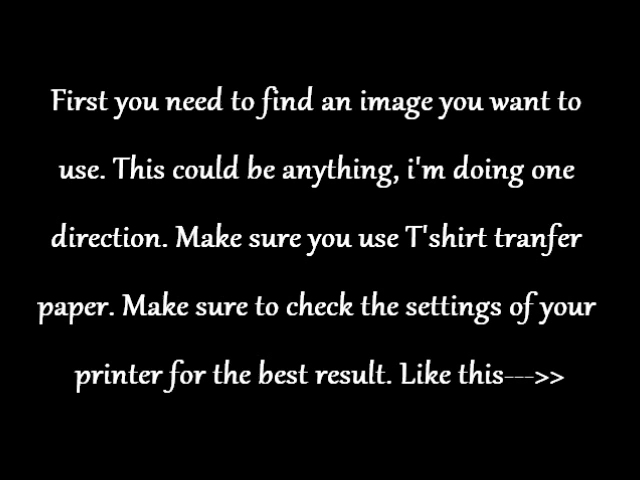 First you need to find an image you want to
use. This could be anything, i'm doing one
direction. Make sure you use T'shirt tranfer
paper. Make sure to check the settings of your
printer for the best result. Like this--->>